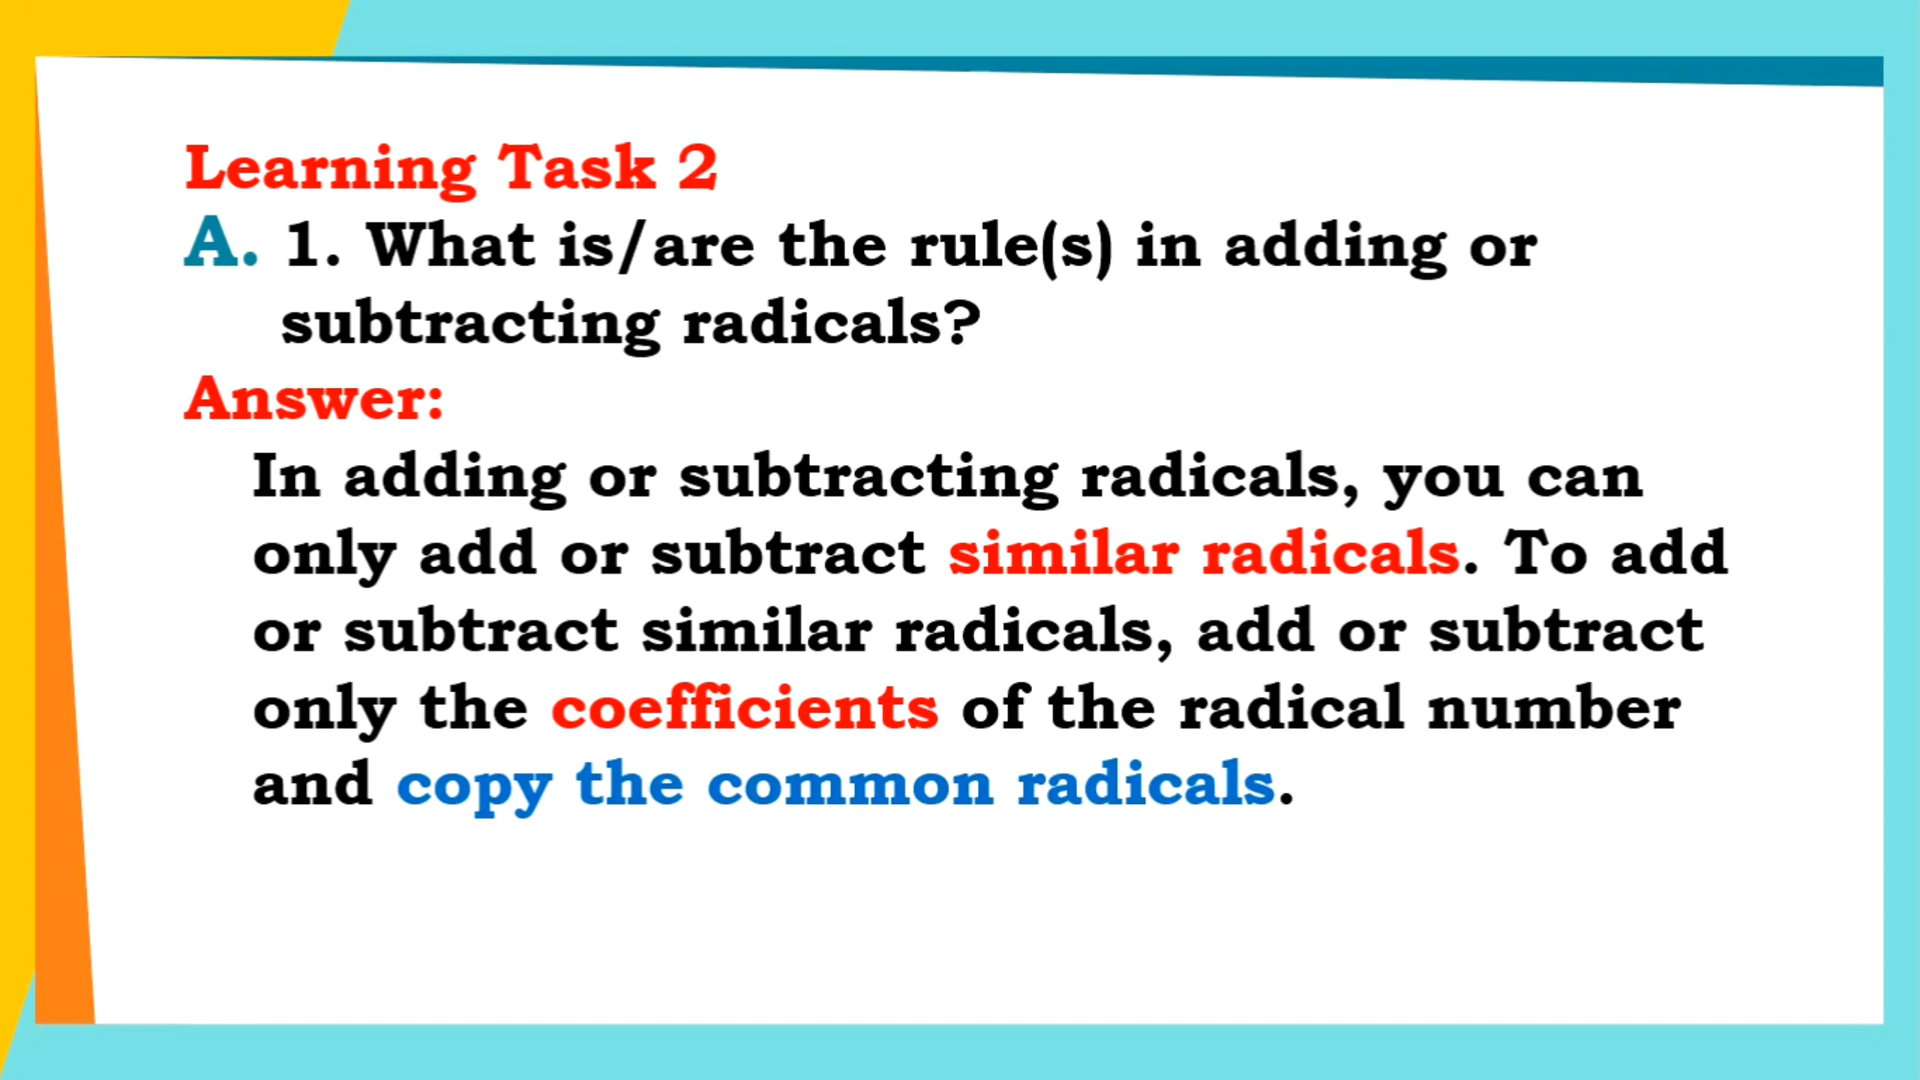 Learning Task 2
A. 1. What is/are the rule(s) in adding or
subtracting radicals?
Answer:
In adding or subtracting radicals, you can
only add or subtract similar radicals. To add
or subtract similar radicals, add or subtract
only the coefficients of the radical number
and copy the common radicals.